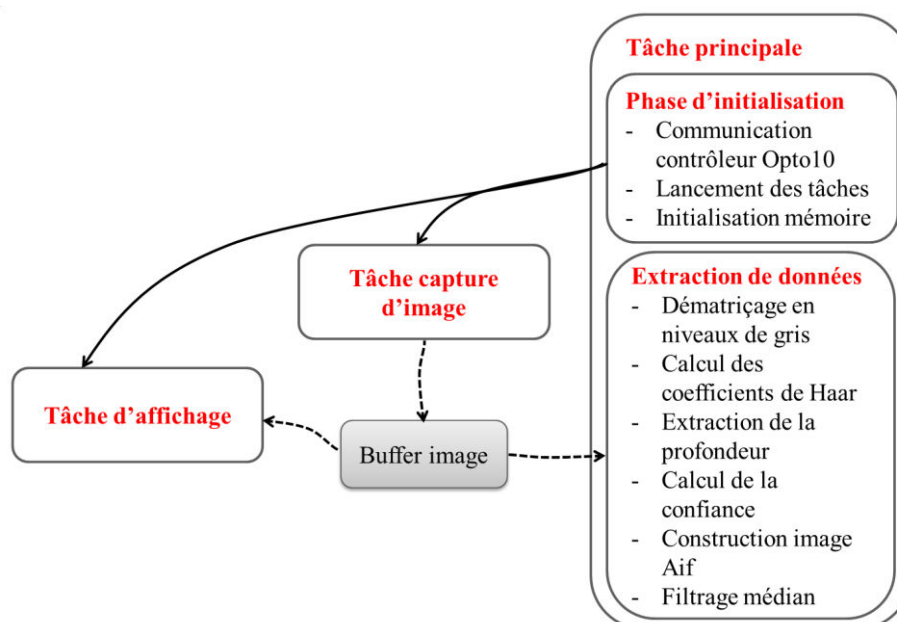 Tâche principale
Phase d’initialisation
- Communication
contrôleur Opto10
- Lancement des tâches
- Initialisation mémoire
Tâche capture
d’image
Extraction de données
- Dématriçage en
niveaux de gris
- Calcul des
coefficients de Haar
- Extraction de la
profondeur
- Calcul de la
confiance
- Construction image
Aif
- Filtrage médian
Tâche d’affichage
Buffer image